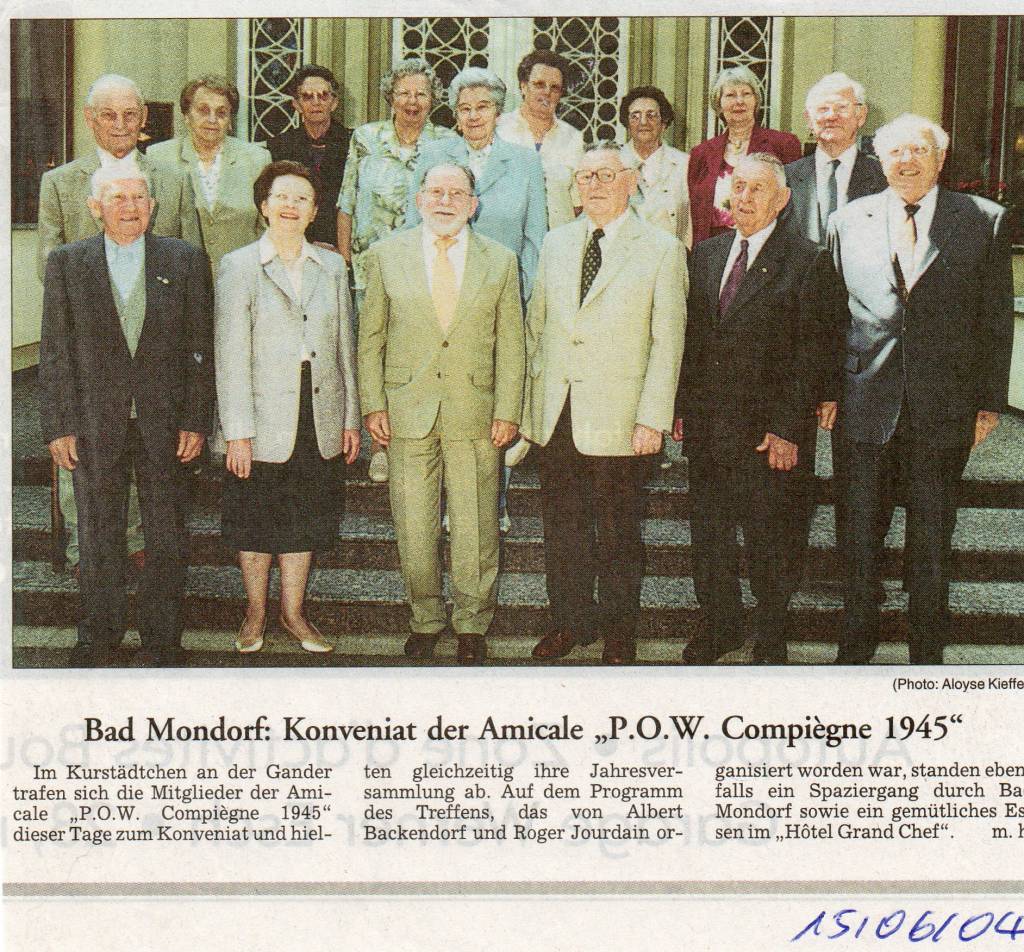 (Photo: Aloyse Kieffe
Bad Mondorf: Konveniat der Amicale „P.O.W. Compiègne 1945“
Im Kurstädtchen an der Gander
trafen sich die Mitglieder der Ami-
cale „P.O.W. Compiègne 1945”
dieser Tage zum Konveniat und hiel-
ten gleichzeitig ihre Jahresver-
sammlung ab. Auf dem Programm
des Treffens, das von Albert
Backendorf und Roger Jourdain or-
ganisiert worden war, standen eben
falls ein Spaziergang durch Ba
Mondorf sowie ein gemütliches Es
sen im „Hôtel Grand Chef“. m. h
15/06/04